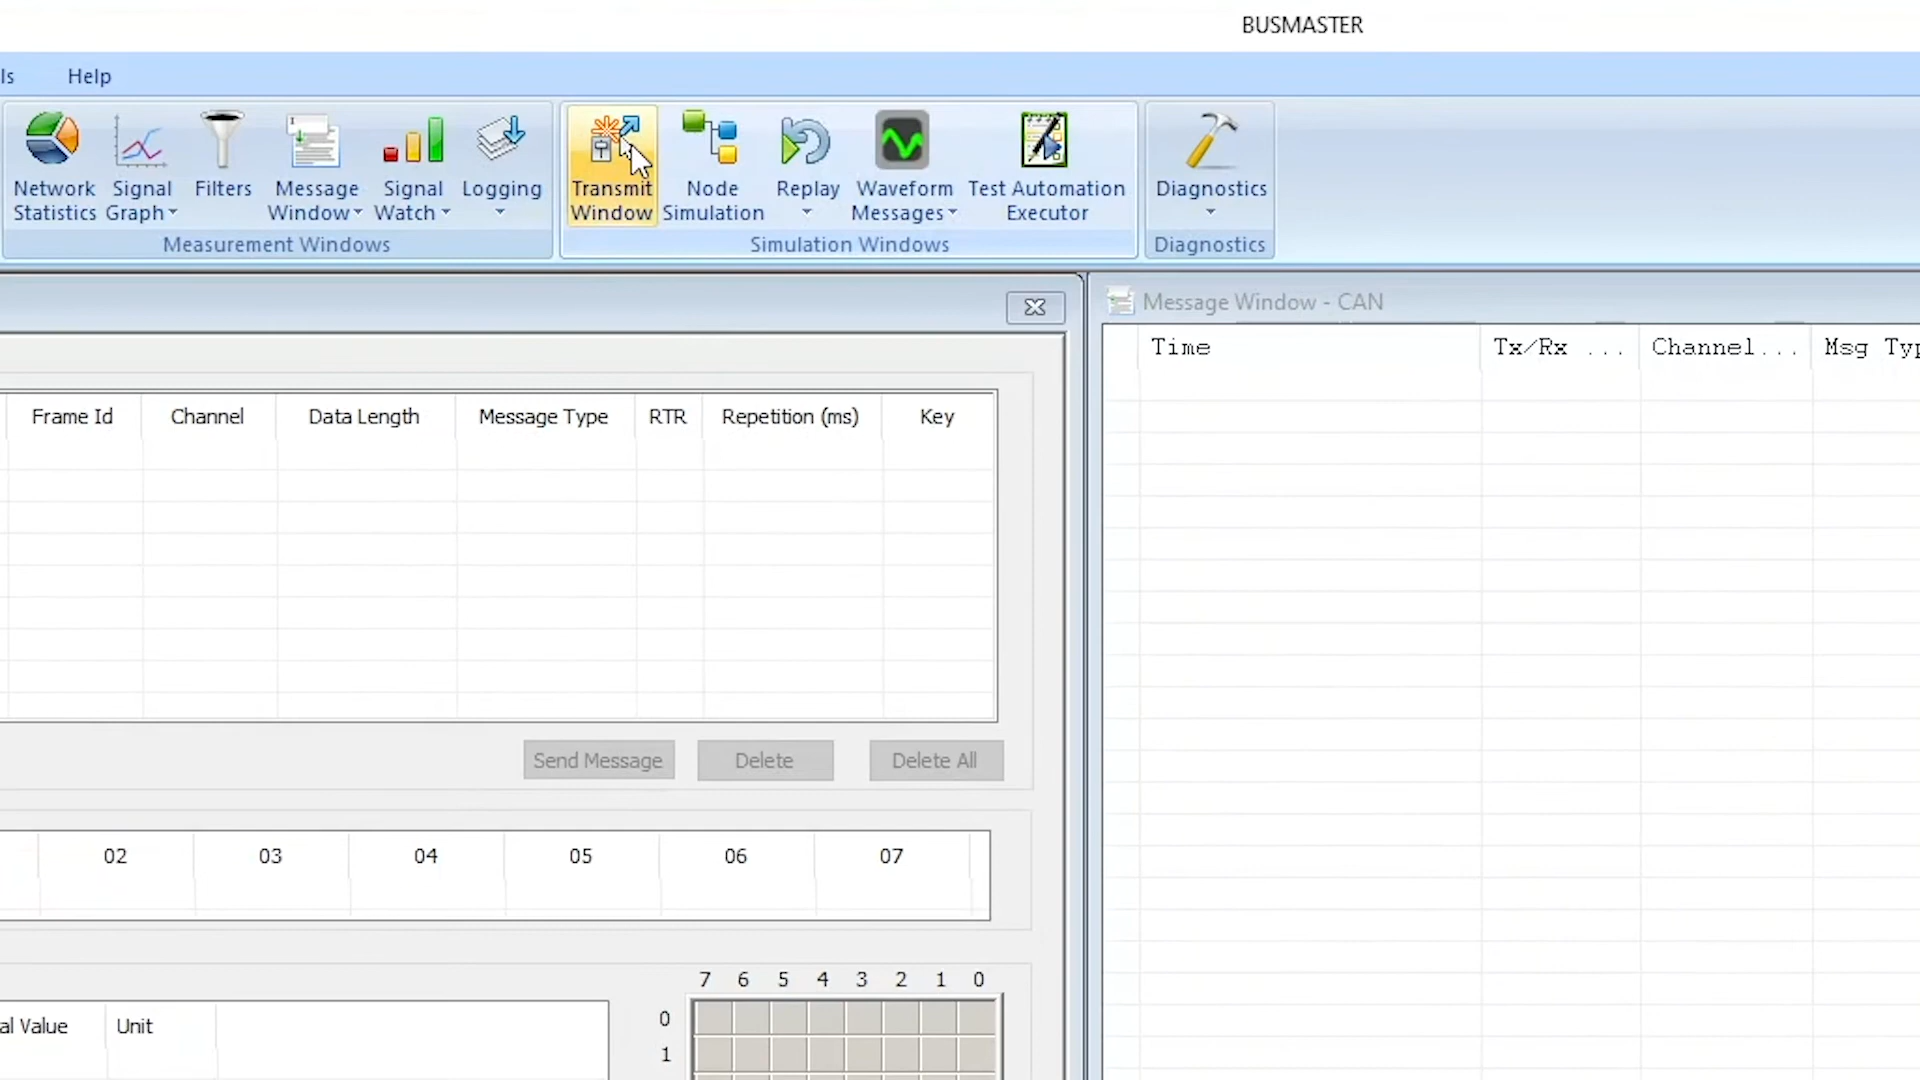 BUSMASTER
ls Help
Network Statistics
Signal Graph
Filters
Message Window
Signal Watch
Logging
Transmit Window
Node Simulation
Replay
Waveform Messages
Test Automation Executor
Diagnostics
Measurement Windows
Simulation Windows
Diagnostics
Message Window - CAN
Time Tx/Rx ... Channel... Msg Typ
Frame Id Channel Data Length Message Type RTR Repetition (ms) Key
Send Message Delete Delete All
02 03 04 05 06 07
7 6 5 4 3 2 1 0
0
al Value Unit
1